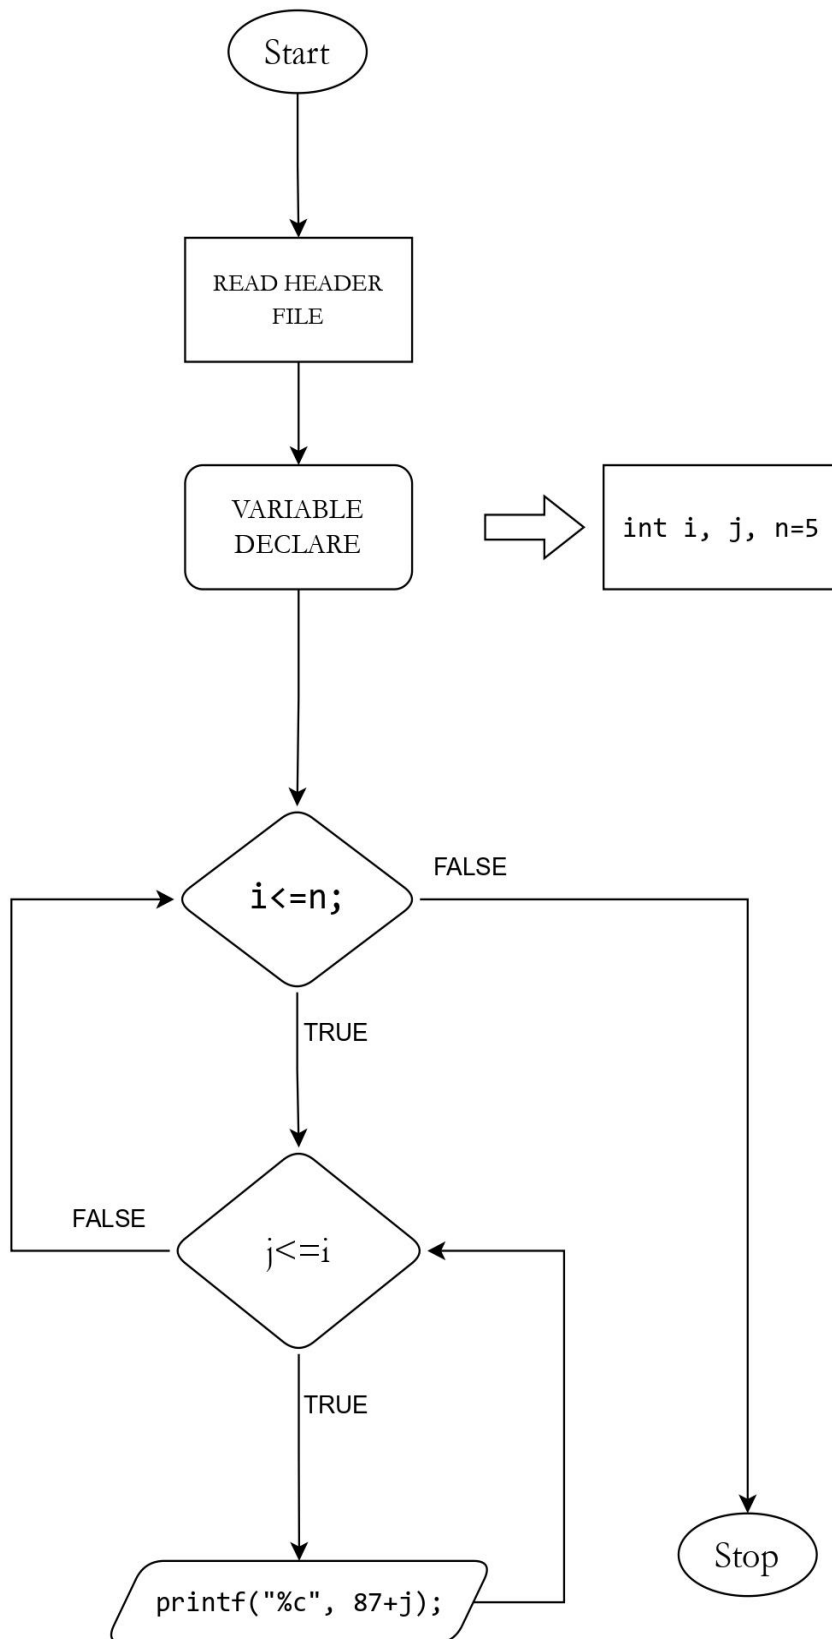 Start
READ HEADER
FILE
VARIABLE
DECLARE
int i, j, n=5
i<=n;
FALSE
TRUE
FALSE
j<=i
TRUE
Stop
printf("%c", 87+j);